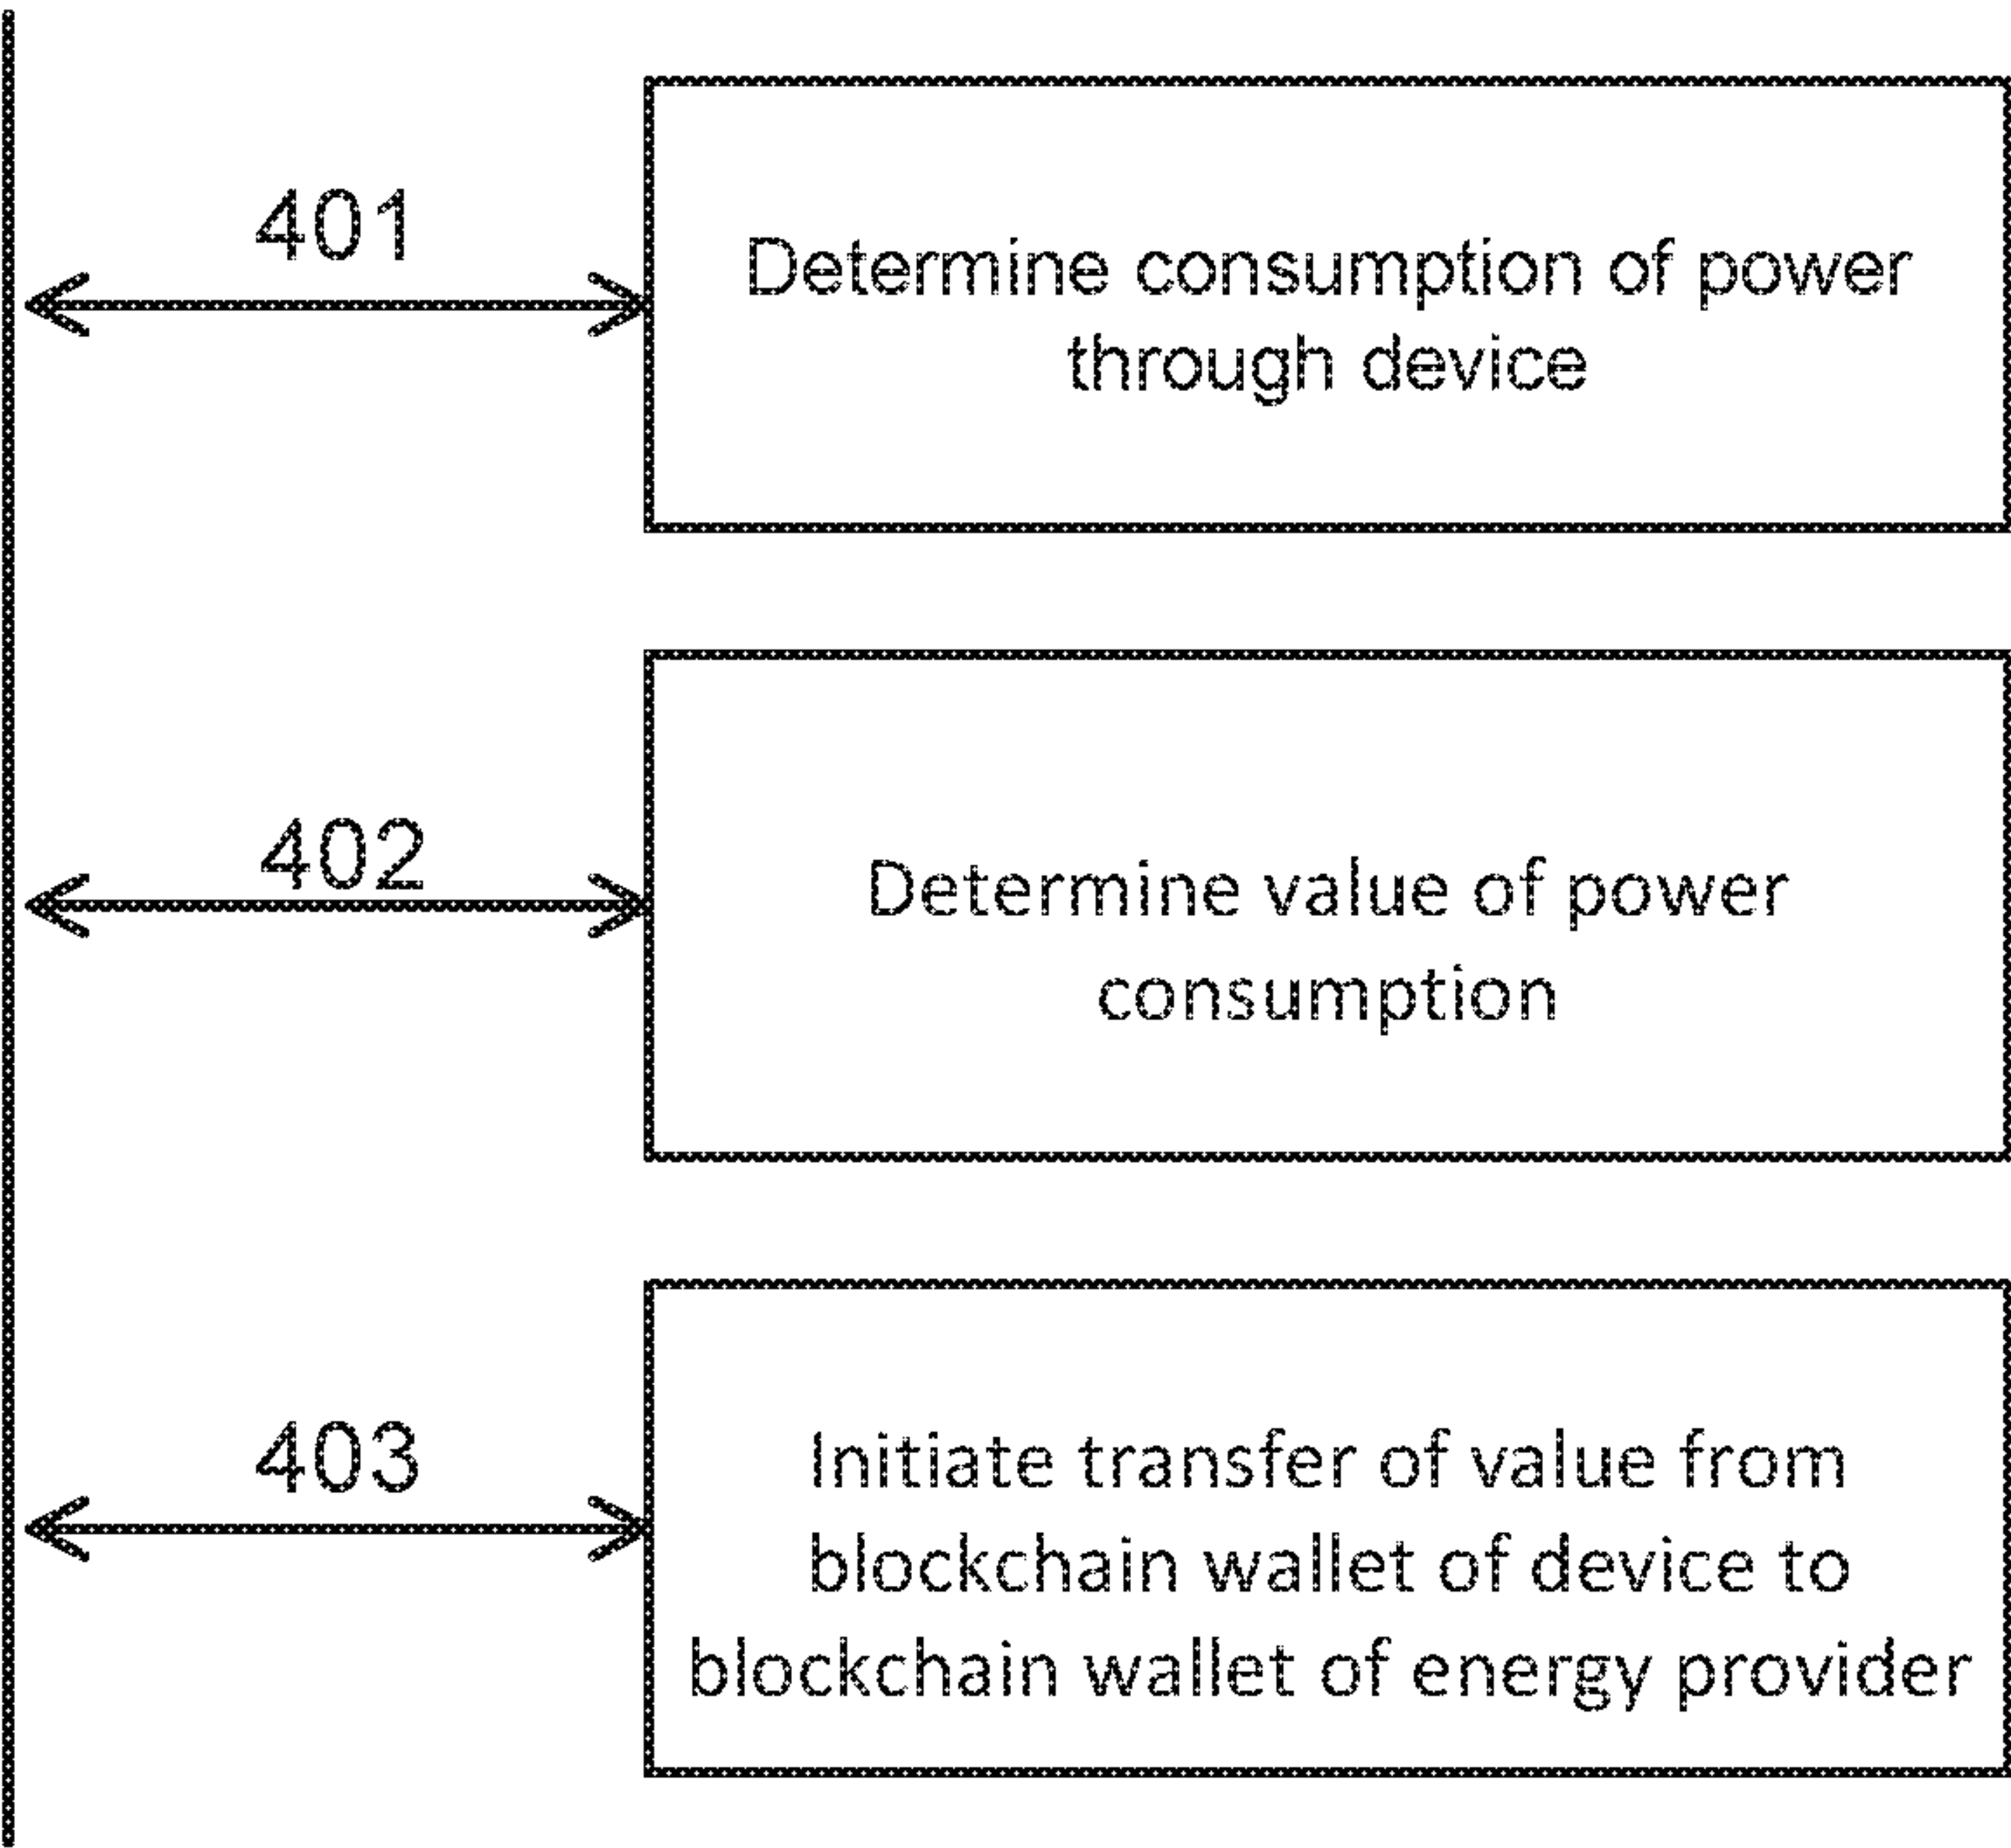 401
Determine consumption of power
through device
402
Determine value of power
consumption
403
Initiate transfer of value from
blockchain wallet of device to
blockchain wallet of energy provider